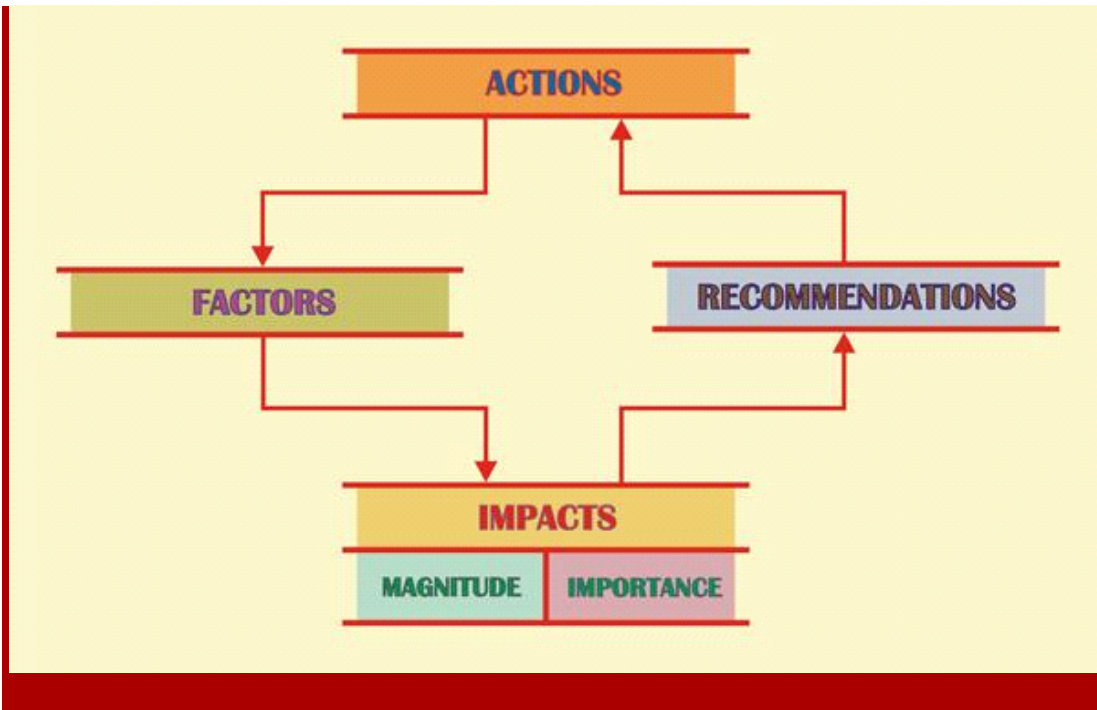 ACTIONS
FACTORS
RECOMMENDATIONS
IMPACTS
MAGNITUDE
IMPORTANCE